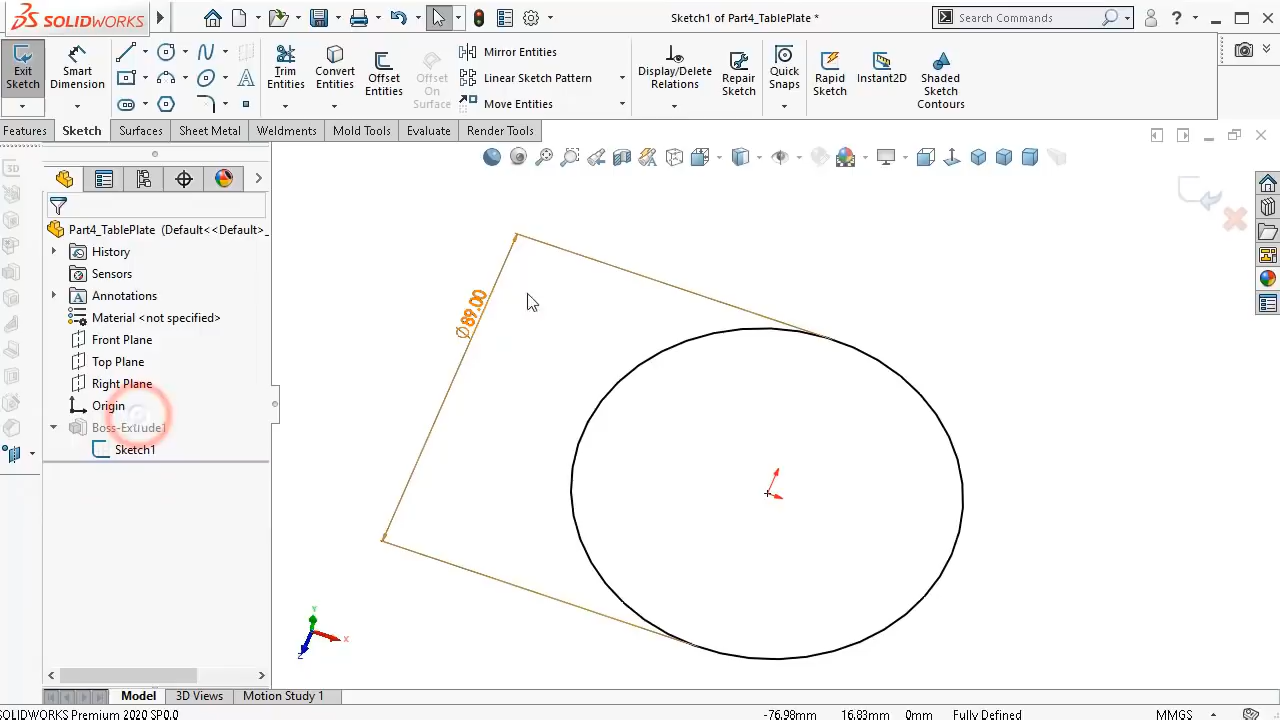 SOLIDWORKS
Sketch1 of Part4_TablePlate *
Search Commands
Exit Sketch
Smart Dimension
Trim Entities
Convert Entities
Offset Entities
Offset On Surface
Mirror Entities
Linear Sketch Pattern
Move Entities
Display/Delete Relations
Repair Sketch
Quick Snaps
Rapid Sketch
Instant2D
Shaded Sketch Contours
Features
Sketch
Surfaces
Sheet Metal
Weldments
Mold Tools
Evaluate
Render Tools
Part4_TablePlate (Default<<Default>_
History
Sensors
Annotations
Material <not specified>
Front Plane
Top Plane
Right Plane
Origin
Boss-Extrude1
Sketch1
∅89.00
Y
X
Z
Model
3D Views
Motion Study 1
SOLIDWORKS Premium 2020 SP0.0
-76.98mm
16.83mm
0mm
Fully Defined
MMGS